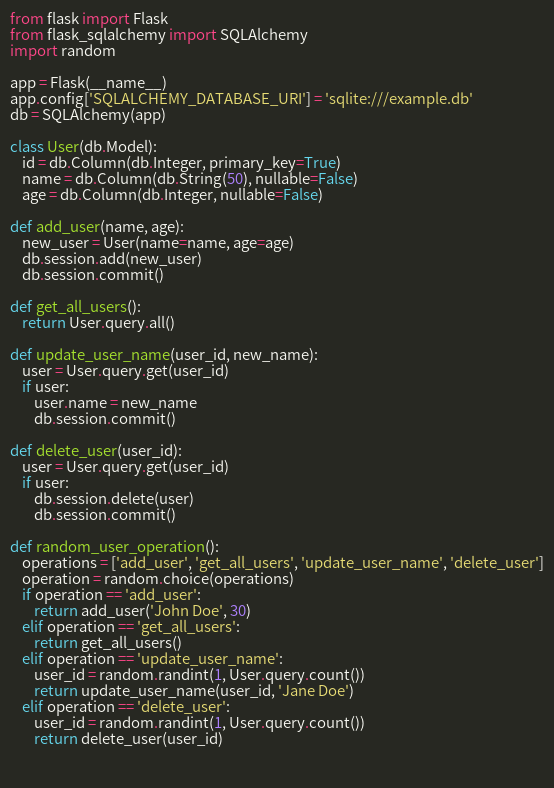 from flask import Flask
from flask_sqlalchemy import SQLAlchemy
import random

app = Flask(__name__)
app.config['SQLALCHEMY_DATABASE_URI'] = 'sqlite:///example.db'
db = SQLAlchemy(app)

class User(db.Model):
    id = db.Column(db.Integer, primary_key=True)
    name = db.Column(db.String(50), nullable=False)
    age = db.Column(db.Integer, nullable=False)

def add_user(name, age):
    new_user = User(name=name, age=age)
    db.session.add(new_user)
    db.session.commit()

def get_all_users():
    return User.query.all()

def update_user_name(user_id, new_name):
    user = User.query.get(user_id)
    if user:
        user.name = new_name
        db.session.commit()

def delete_user(user_id):
    user = User.query.get(user_id)
    if user:
        db.session.delete(user)
        db.session.commit()

def random_user_operation():
    operations = ['add_user', 'get_all_users', 'update_user_name', 'delete_user']
    operation = random.choice(operations)
    if operation == 'add_user':
        return add_user('John Doe', 30)
    elif operation == 'get_all_users':
        return get_all_users()
    elif operation == 'update_user_name':
        user_id = random.randint(1, User.query.count())
        return update_user_name(user_id, 'Jane Doe')
    elif operation == 'delete_user':
        user_id = random.randint(1, User.query.count())
        return delete_user(user_id)